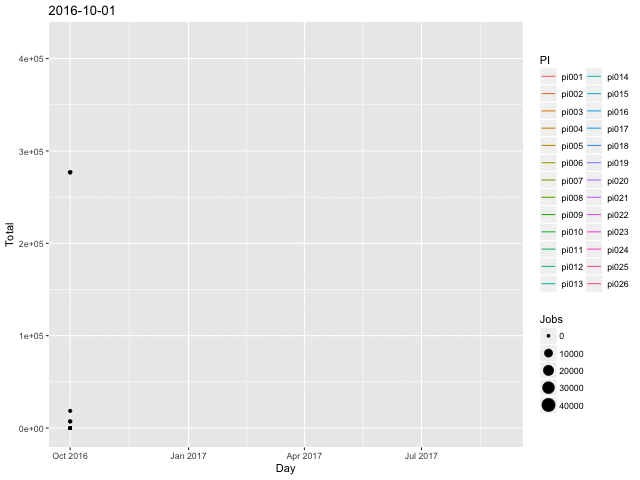 2016-10-01
Total
4e+05
3e+05
2e+05
1e+05
0e+00
Oct 2016 Jan 2017 Apr 2017 Jul 2017
Day
PI
pi001 pi014
pi002 pi015
pi003 pi016
pi004 pi017
pi005 pi018
pi006 pi019
pi007 pi020
pi008 pi021
pi009 pi022
pi010 pi023
pi011 pi024
pi012 pi025
pi013 pi026
Jobs
0
10000
20000
30000
40000